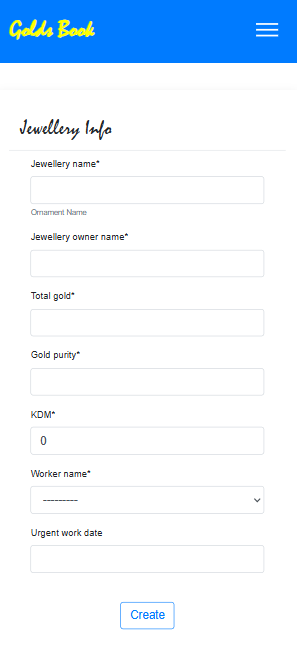 Golds Book
Jewellery Info
Jewellery name*
Ornament Name
Jewellery owner name*
Total gold*
Gold purity*
KDM*
0
Worker name*
---------
Urgent work date
Create